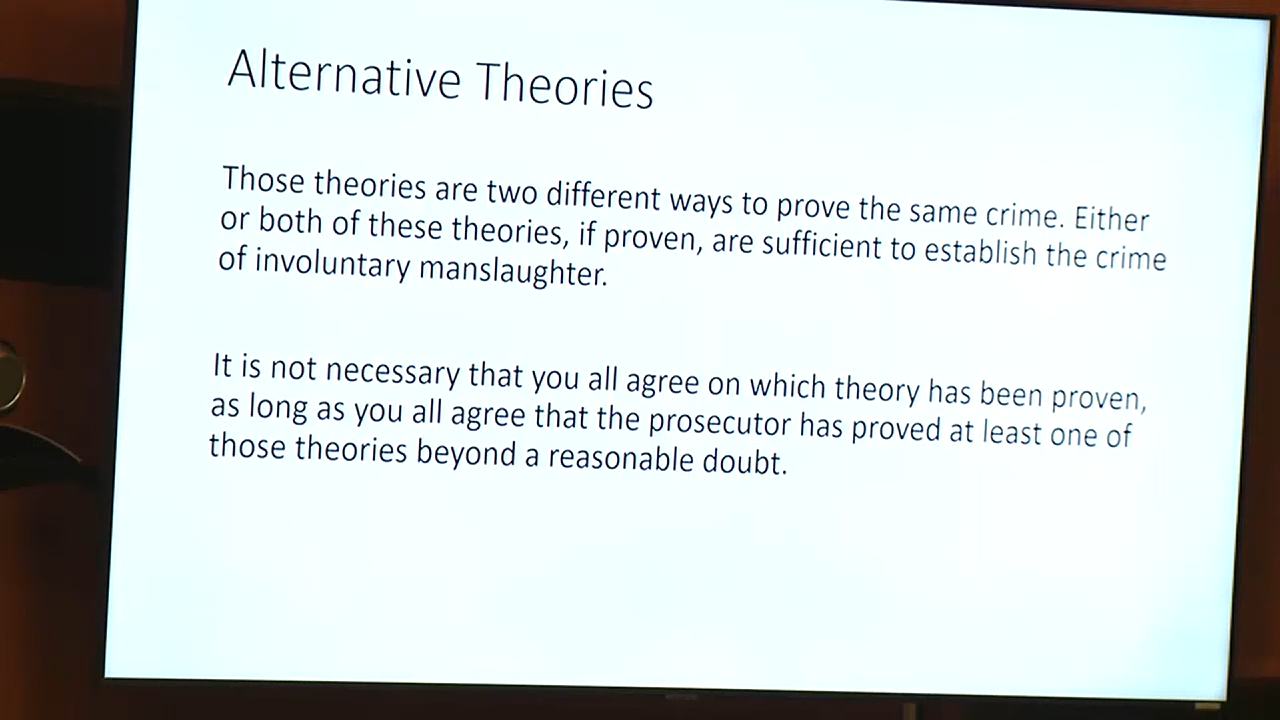 Alternative Theories
Those theories are two different ways to prove the same crime. Either
or both of these theories, if proven, are sufficient to establish the crime
of involuntary manslaughter.
It is not necessary that you all agree on which theory has been proven,
as long as you all agree that the prosecutor has proved at least one of
those theories beyond a reasonable doubt.